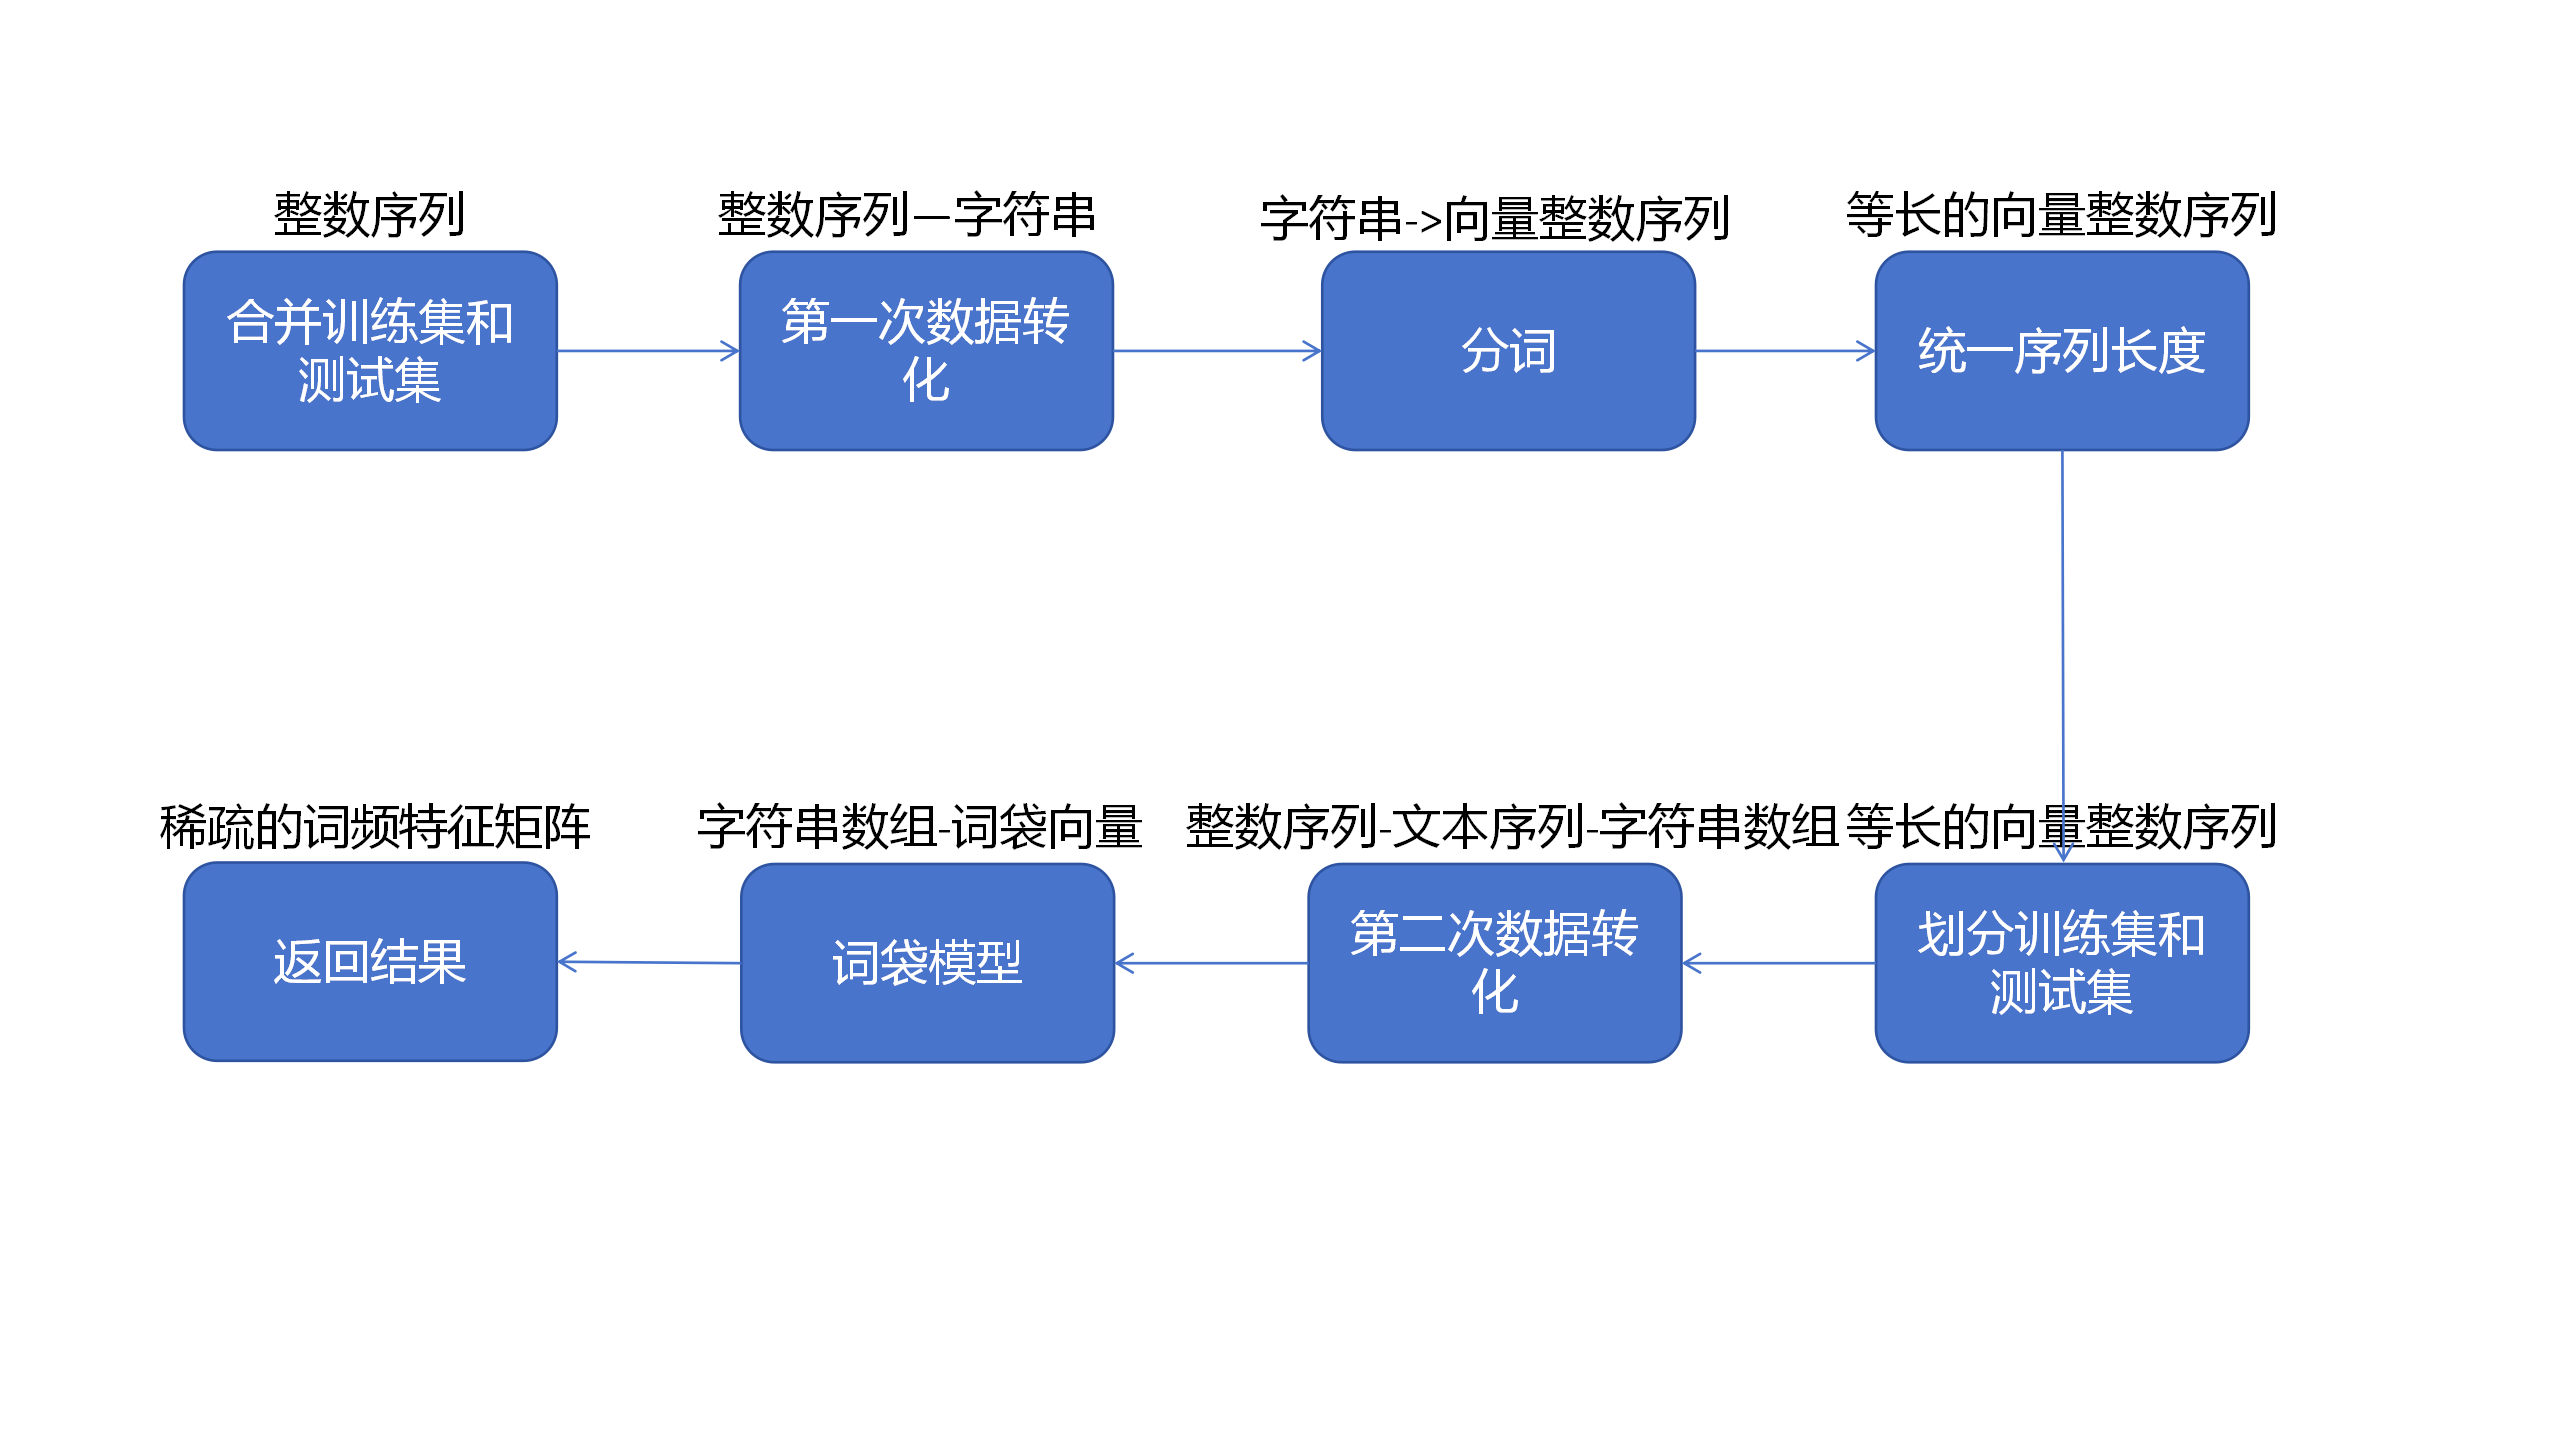 整数序列
整数序列—字符串
字符串->向量整数序列
等长的向量整数序列
合并训练集和
测试集
第一次数据转
化
分词
统一序列长度
稀疏的词频特征矩阵
字符串数组-词袋向量
整数序列-文本序列-字符串数组
等长的向量整数序列
返回结果
词袋模型
第二次数据转
化
划分训练集和
测试集